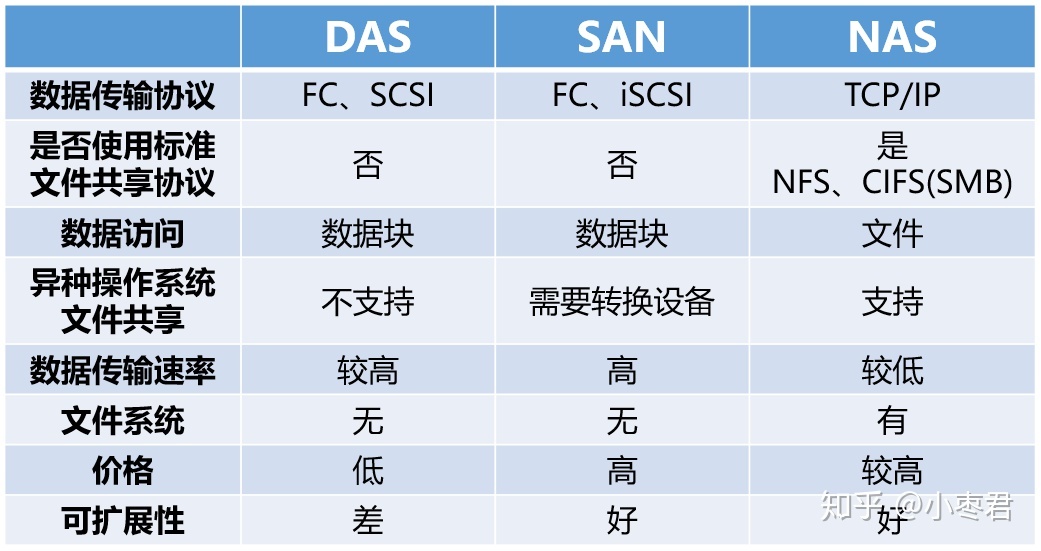 DAS SAN NAS
数据传输协议 FC、SCSI FC、iSCSI TCP/IP
是否使用标准
文件共享协议 否 否 是
NFS、CIFS(SMB)
数据访问 数据块 数据块 文件
异种操作系统
文件共享 不支持 需要转换设备 支持
数据传输速率 较高 高 较低
文件系统 无 无 有
价格 低 高 较高
可扩展性 差 好 好
知乎 @小枣君